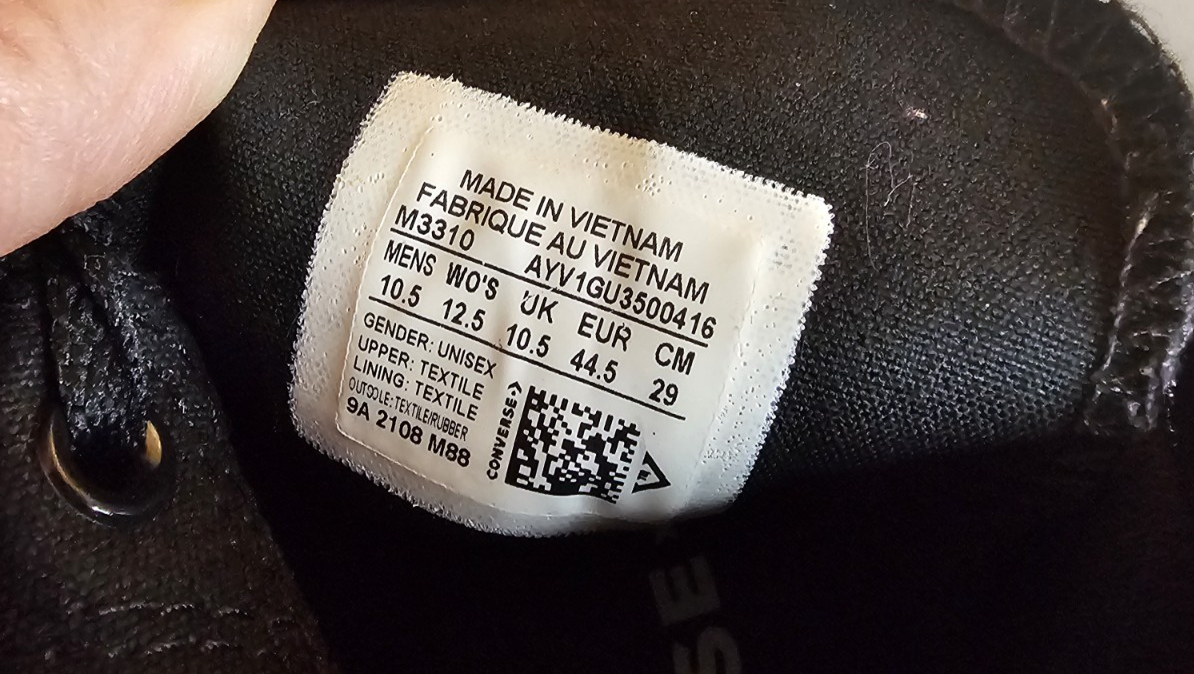 MADE IN VIETNAM
FABRIQUE AU VIETNAM
M3310 AYV1GU3500416
MENS WO'S UK EUR CM
10.5 12.5 10.5 44.5 29
GENDER: UNISEX
UPPER: TEXTILE
LINING: TEXTILE
OUTSOLE: TEXTILE/RUBBER
9A 2108 M88
CONVERSE
SE